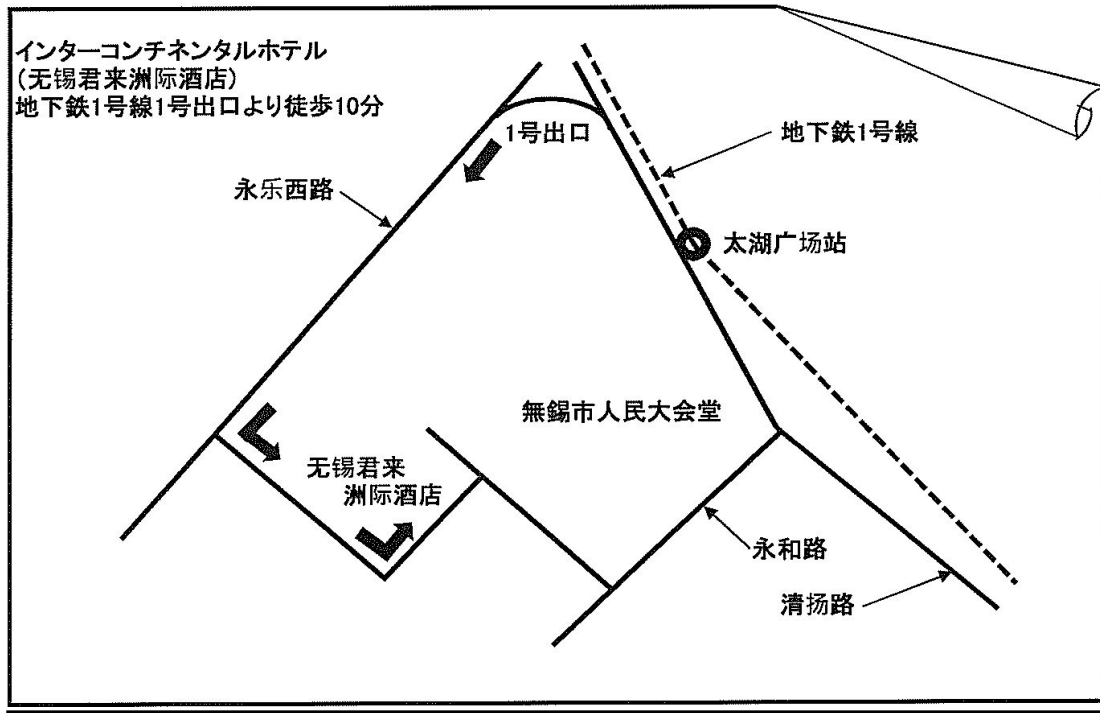 インターコンチネンタルホテル
(无锡君来洲际酒店)
地下鉄1号線1号出口より徒歩10分
1号出口
地下鉄1号線
永乐西路
太湖广场站
無錫市人民大会堂
无锡君来
洲际酒店
永和路
清扬路